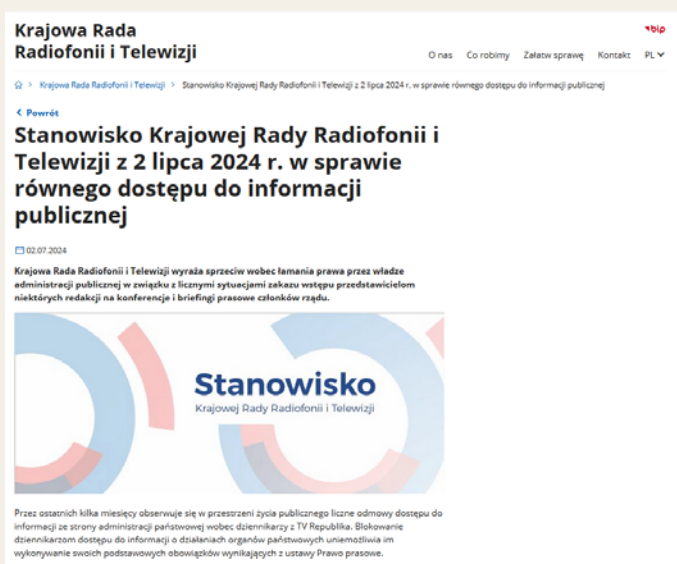 Krajowa Rada
Radiofonii i Telewizji
bip
O nas Co robimy Załatw sprawę Kontakt PL
> Krajowa Rada Radiofonii i Telewizji > Stanowisko Krajowej Rady Radiofonii i Telewizji z 2 lipca 2024 r. w sprawie równego dostępu do informacji publicznej
Powrót
Stanowisko Krajowej Rady Radiofonii i
Telewizji z 2 lipca 2024 r. w sprawie
równego dostępu do informacji
publicznej
02.07.2024
Krajowa Rada Radiofonii i Telewizji wyraża sprzeciw wobec łamania prawa przez władze
administracji publicznej w związku z licznymi sytuacjami zakazu wstępu przedstawicielom
niektórych redakcji na konferencje i briefingi prasowe członków rządu.
Stanowisko
Krajowej Rady Radiofonii i Telewizji
Przez ostatnich kilka miesięcy obserwuje się w przestrzeni życia publicznego liczne odmowy dostępu do
informacji ze strony administracji państwowej wobec dziennikarzy z TV Republika. Blokowanie
dziennikarzom dostępu do informacji o działaniach organów państwowych uniemożliwia im
wykonywanie swoich podstawowych obowiązków wynikających z ustawy Prawo prasowe.